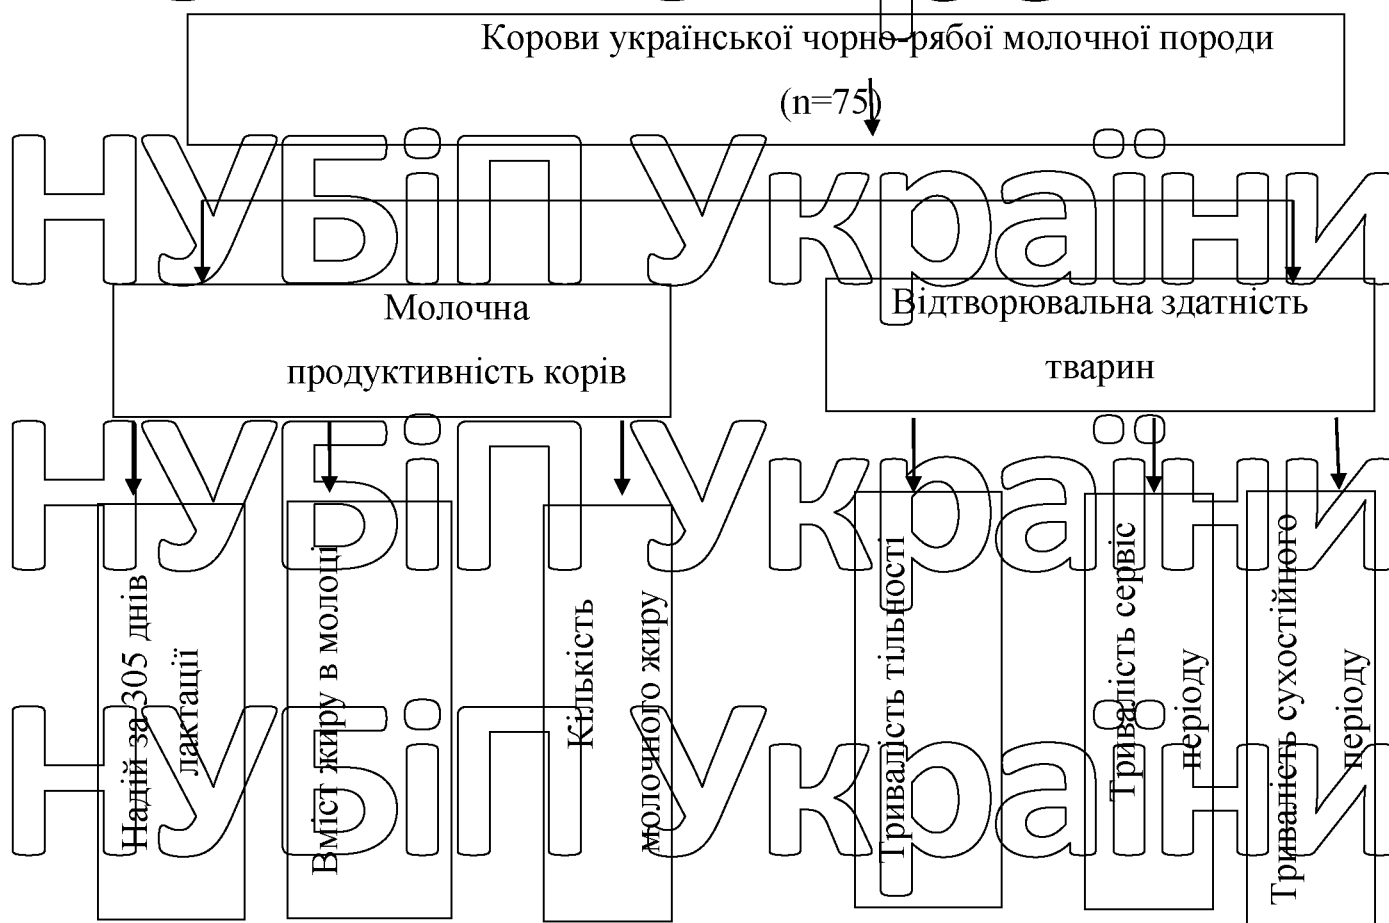 Корови української чорно-рябої молочної породи
(n=75)
НУБіП України
Молочна
продуктивність корів
Відтворювальна здатність
тварин
НУБіП України
Надій за 305 днів
лактації
Вміст жиру в молоці
Кількість
молочного жиру
Тривалість тільності
Тривалість сервіс
періоду
Тривалість сухостійного
періоду
НУБіП України